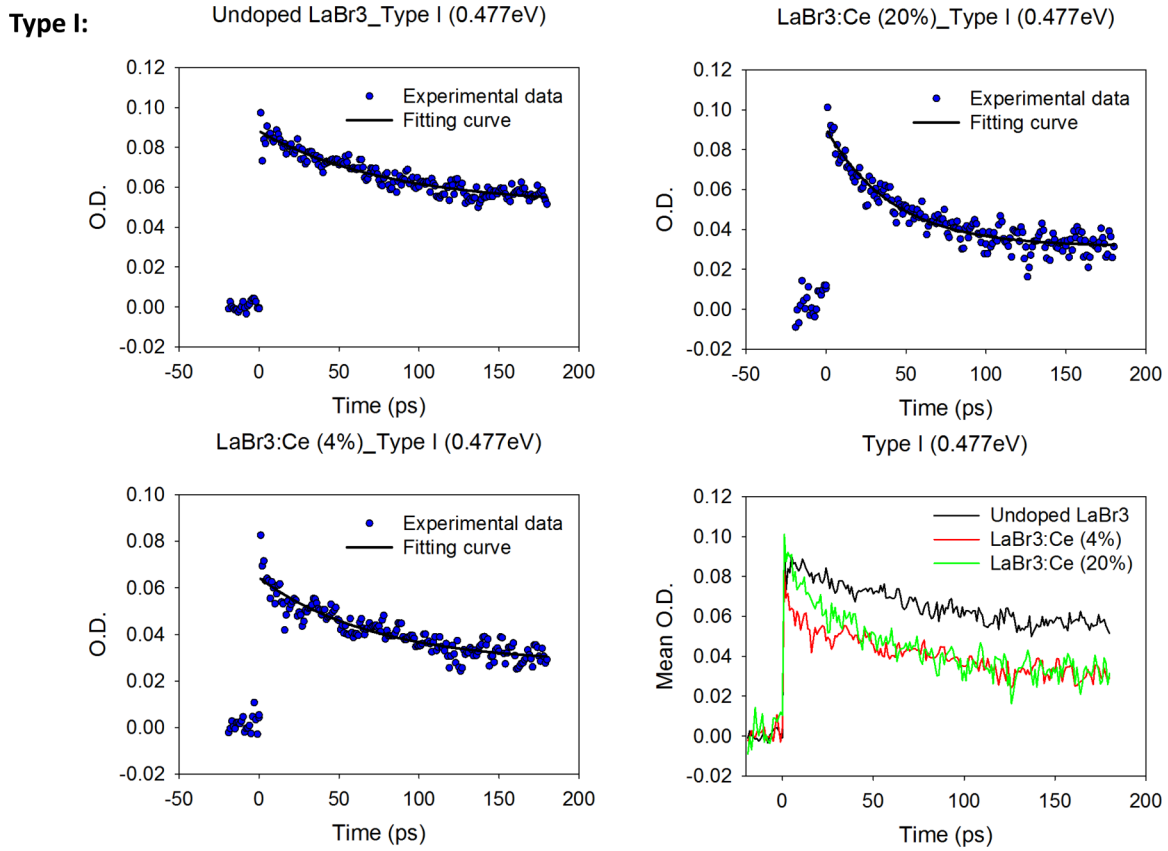 Type I:
Undoped LaBr3_Type I (0.477eV)
0.12
0.10
0.08
0.06
0.04
0.02
0.00
-0.02
O.D.
Experimental data
Fitting curve
-50
0
50
100
150
200
Time (ps)
LaBr3:Ce (20%)_Type I (0.477eV)
0.12
0.10
0.08
0.06
0.04
0.02
0.00
-0.02
O.D.
Experimental data
Fitting curve
-50
0
50
100
150
200
Time (ps)
LaBr3:Ce (4%)_Type I (0.477eV)
0.10
0.08
0.06
0.04
0.02
0.00
-0.02
O.D.
Experimental data
Fitting curve
-50
0
50
100
150
200
Time (ps)
Type I (0.477eV)
0.12
0.10
0.08
0.06
0.04
0.02
0.00
-0.02
Mean O.D.
Undoped LaBr3
LaBr3:Ce (4%)
LaBr3:Ce (20%)
0
50
100
150
200
Time (ps)